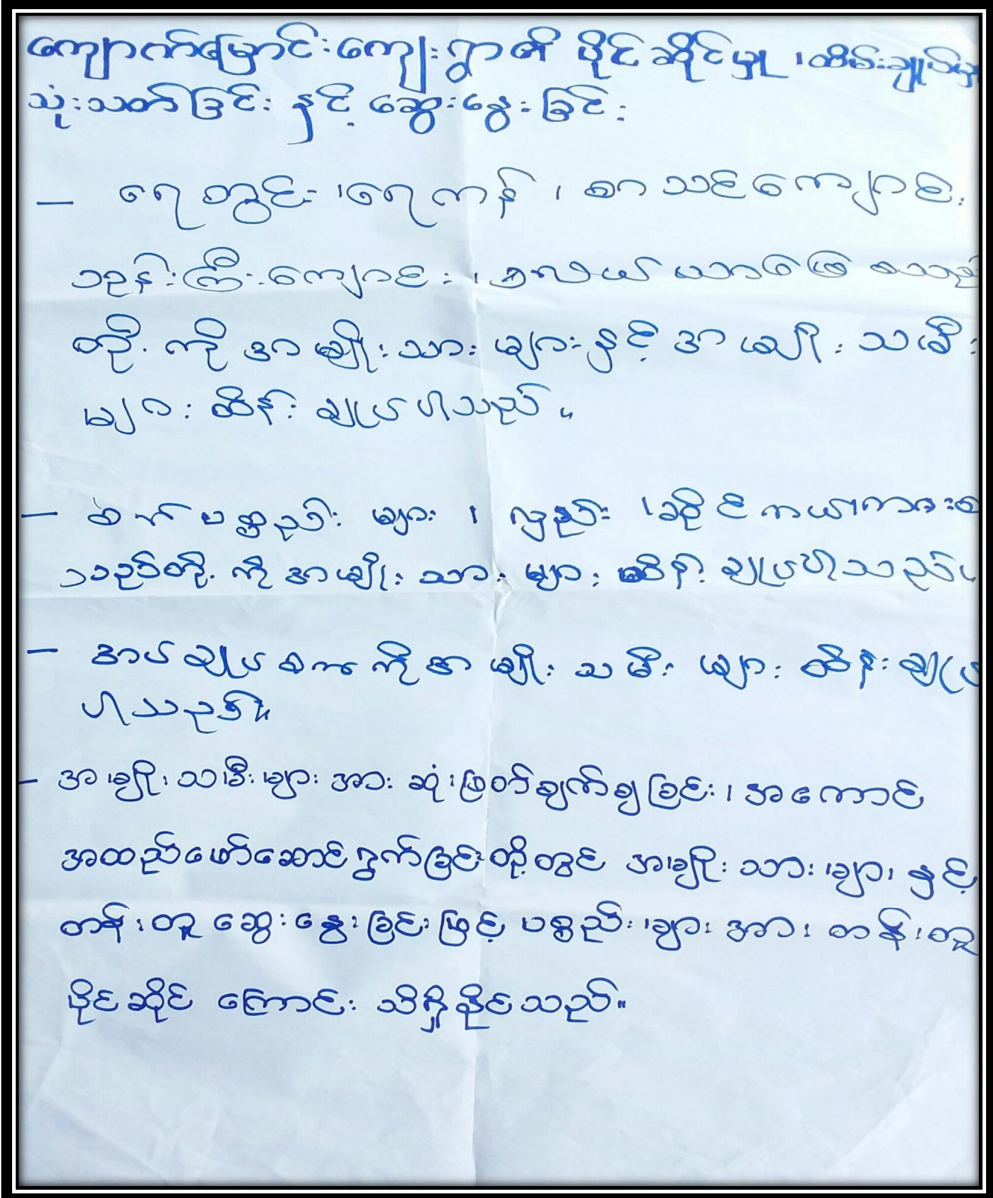 ကျောက်မြောင်းကျေးရွာ၏ ပိုင်ဆိုင်မှု ၊ ထိမ်းချုပ်မှု
သုံးသတ်ခြင်း နှင့် ဆွေးနွေးခြင်း
– ရေတွင်း ၊ ရေကန် ၊ စာသင်ကျောင်း
ဘုန်းကြီးကျောင်း ၊
တို့ ကို အမျိုးသားများနှင့် အမျိုးသမီး
များ ထိန်းချုပ်ပါသည်။
– စက်ပစ္စည်း များ ၊ လှည်း ၊ ဆိုင်ကယ်၊ကား စ
သည်တို့ ကို အမျိုးသားများ ထိန်းချုပ်ပါသည်။
– အပ်ချုပ်စက်ကို အမျိုးသမီးများ ထိန်းချုပ်
ပါသည်။
– အမျိုးသမီးများအား ဆုံးဖြတ်ချက်ချခြင်း ၊ အကောင်
အထည်ဖော်ဆောင်ရွက်ခြင်းတို့တွင် အမျိုးသားများနှင့်
တန်းတူ ဆွေးနွေးခြင်းဖြင့် ပစ္စည်းများအား တန်းတူ
ပိုင်ဆိုင် ကြောင်း သိရှိနိုင်သည်။